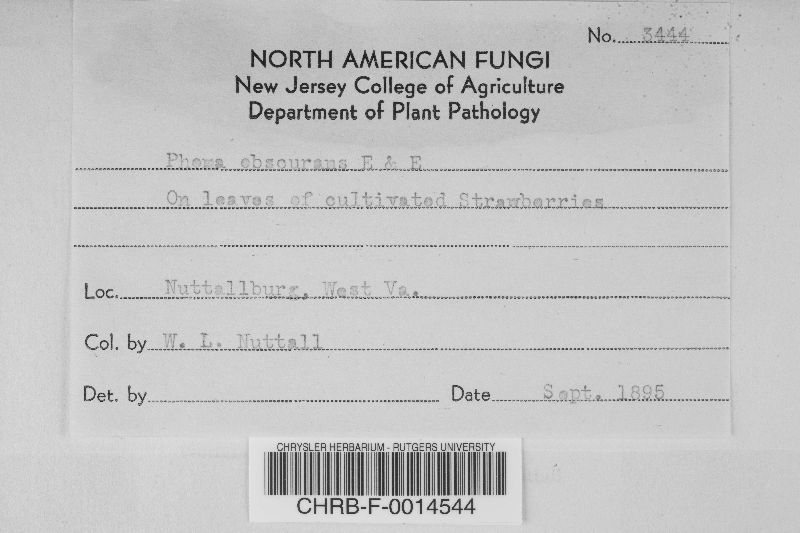 No. 3444
NORTH AMERICAN FUNGI
New Jersey College of Agriculture
Department of Plant Pathology
Phoma obscurans E & E
On leaves of cultivated Strawberries
Loc. Nuttallburg, West Va.
Col. by W. L. Nuttall
Det. by
Date Sept. 1895
CHRYSLER HERBARIUM - RUTGERS UNIVERSITY
CHRB-F-0014544